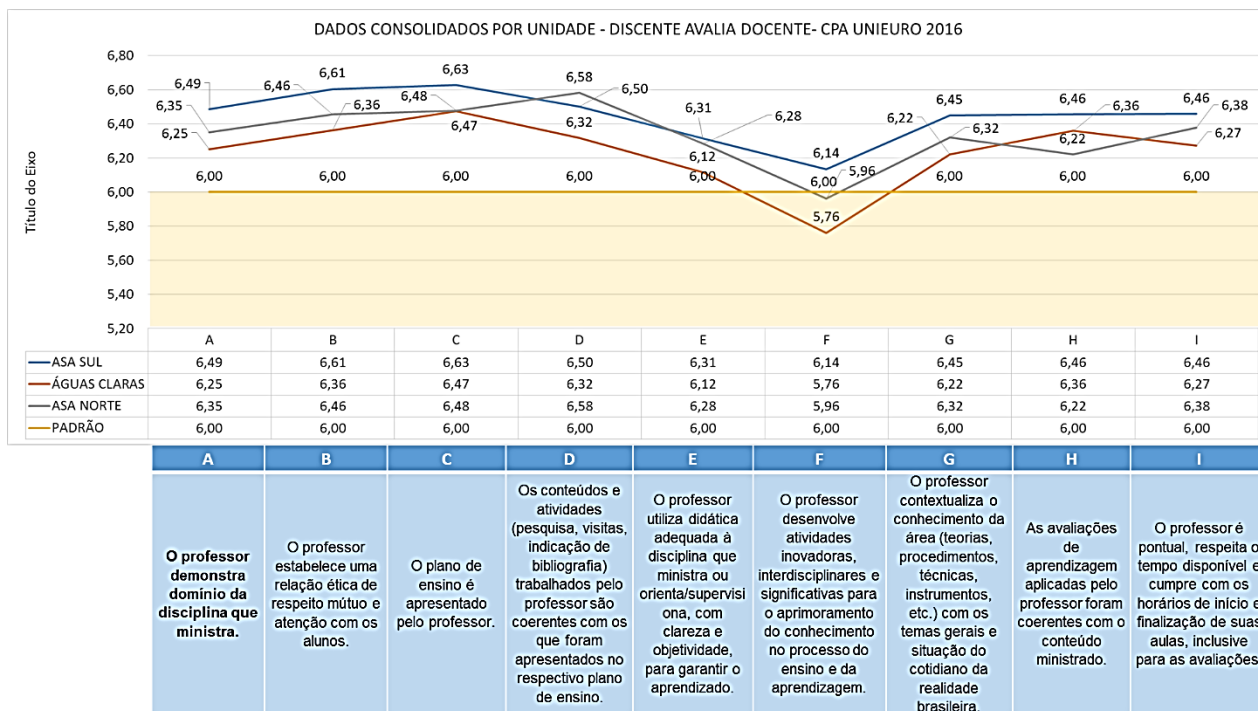 DADOS CONSOLIDADOS POR UNIDADE - DISCENTE AVALIA DOCENTE- CPA UNIEURO 2016
Título do Eixo
6,80
6,60
6,40
6,20
6,00
5,80
5,60
5,40
5,20
6,49 6,61 6,63 6,50 6,31 6,14 6,45 6,46 6,46
6,35 6,46 6,48 6,58 6,28 5,96 6,32 6,22 6,38
6,25 6,36 6,47 6,32 6,12 5,76 6,22 6,36 6,27
6,00 6,00 6,00 6,00 6,00 6,00 6,00 6,00 6,00
A B C D E F G H I
ASA SUL 6,49 6,61 6,63 6,50 6,31 6,14 6,45 6,46 6,46
ÁGUAS CLARAS 6,25 6,36 6,47 6,32 6,12 5,76 6,22 6,36 6,27
ASA NORTE 6,35 6,46 6,48 6,58 6,28 5,96 6,32 6,22 6,38
PADRÃO 6,00 6,00 6,00 6,00 6,00 6,00 6,00 6,00 6,00
A B C D E F G H I
O professor
demonstra
domínio da
disciplina que
ministra.
O professor
estabelece uma
relação ética de
respeito mútuo e
atenção com os
alunos.
O plano de
ensino é
apresentado
pelo professor.
Os conteúdos e
atividades
(pesquisa, visitas,
indicação de
bibliografia)
trabalhados pelo
professor são
coerentes com os
que foram
apresentados no
respectivo plano
de ensino.
O professor
utiliza didática
adequada à
disciplina que
ministra ou
orienta/supervisi
ona, com
clareza e
objetividade,
para garantir o
aprendizado.
O professor
desenvolve
atividades
inovadoras,
interdisciplinares e
significativas para
o aprimoramento
do conhecimento
no processo do
ensino e da
aprendizagem.
O professor
contextualiza o
conhecimento da
área (teorias,
procedimentos,
técnicas,
instrumentos,
etc.) com os
temas gerais e
situação do
cotidiano da
realidade
brasileira.
As avaliações
de
aprendizagem
aplicadas pelo
professor foram
coerentes com o
conteúdo
ministrado.
O professor é
pontual, respeita o
tempo disponível e
cumpre com os
horários de início e
finalização de suas
aulas, inclusive
para as avaliações